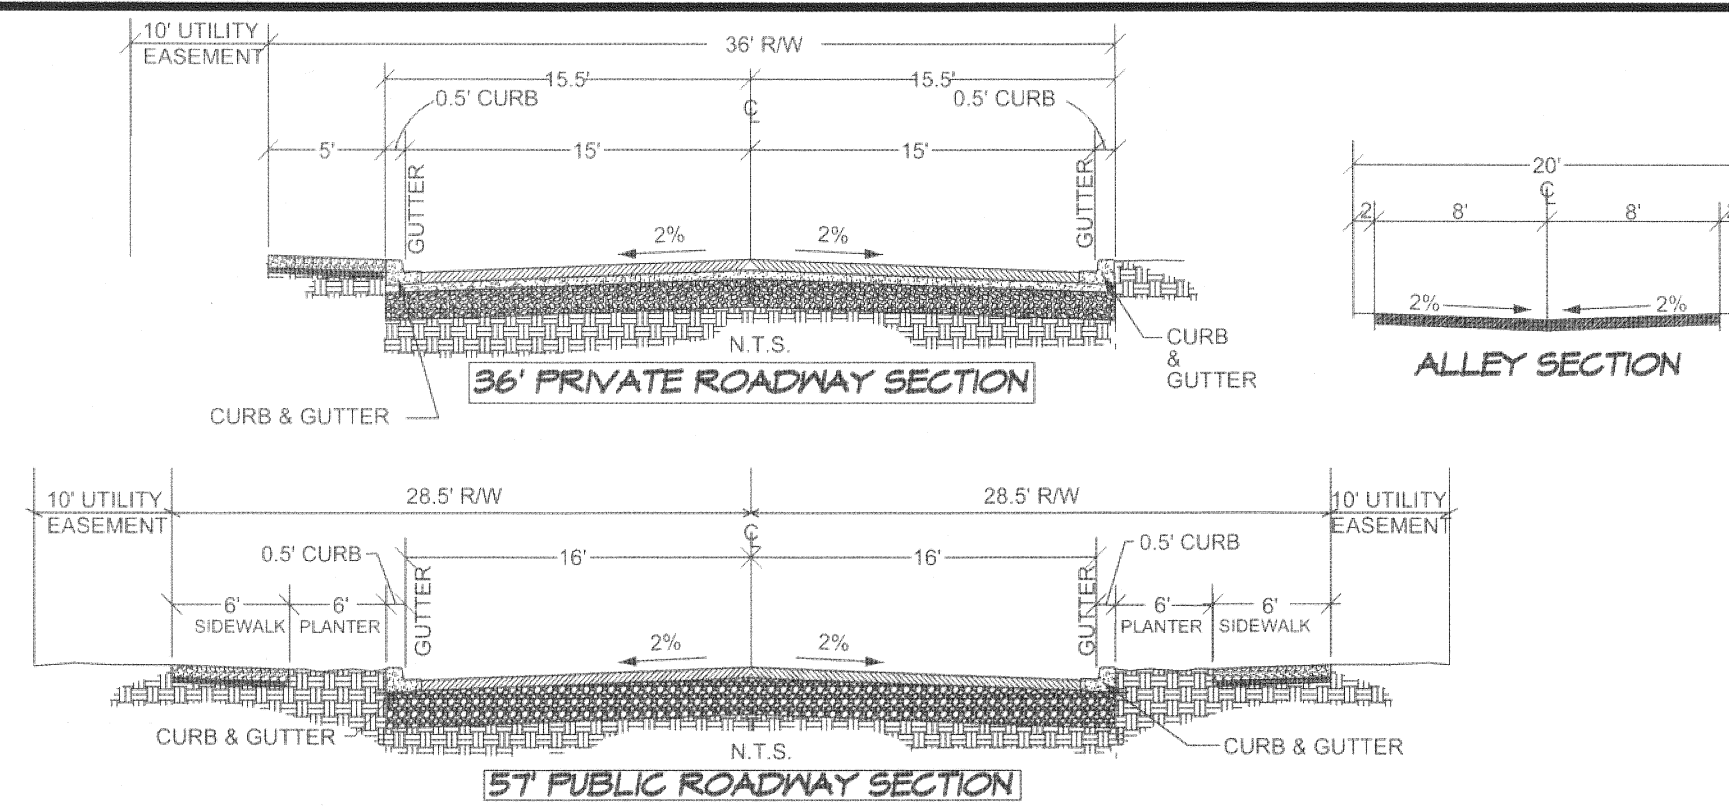 10' UTILITY
EASEMENT
36' R/W
15.5'
15.5'
0.5' CURB
℄
0.5' CURB
5'
15'
15'
GUTTER
GUTTER
2%
2%
N.T.S.
CURB
&
GUTTER
36' PRIVATE ROADWAY SECTION
CURB & GUTTER
20'
℄
2
8'
8'
2%
2%
ALLEY SECTION
10' UTILITY
EASEMENT
28.5' R/W
28.5' R/W
10' UTILITY
EASEMENT
℄
0.5' CURB
16'
16'
0.5' CURB
GUTTER
GUTTER
6'
SIDEWALK
6'
PLANTER
6'
PLANTER
6'
SIDEWALK
2%
2%
CURB & GUTTER
N.T.S.
CURB & GUTTER
57' PUBLIC ROADWAY SECTION